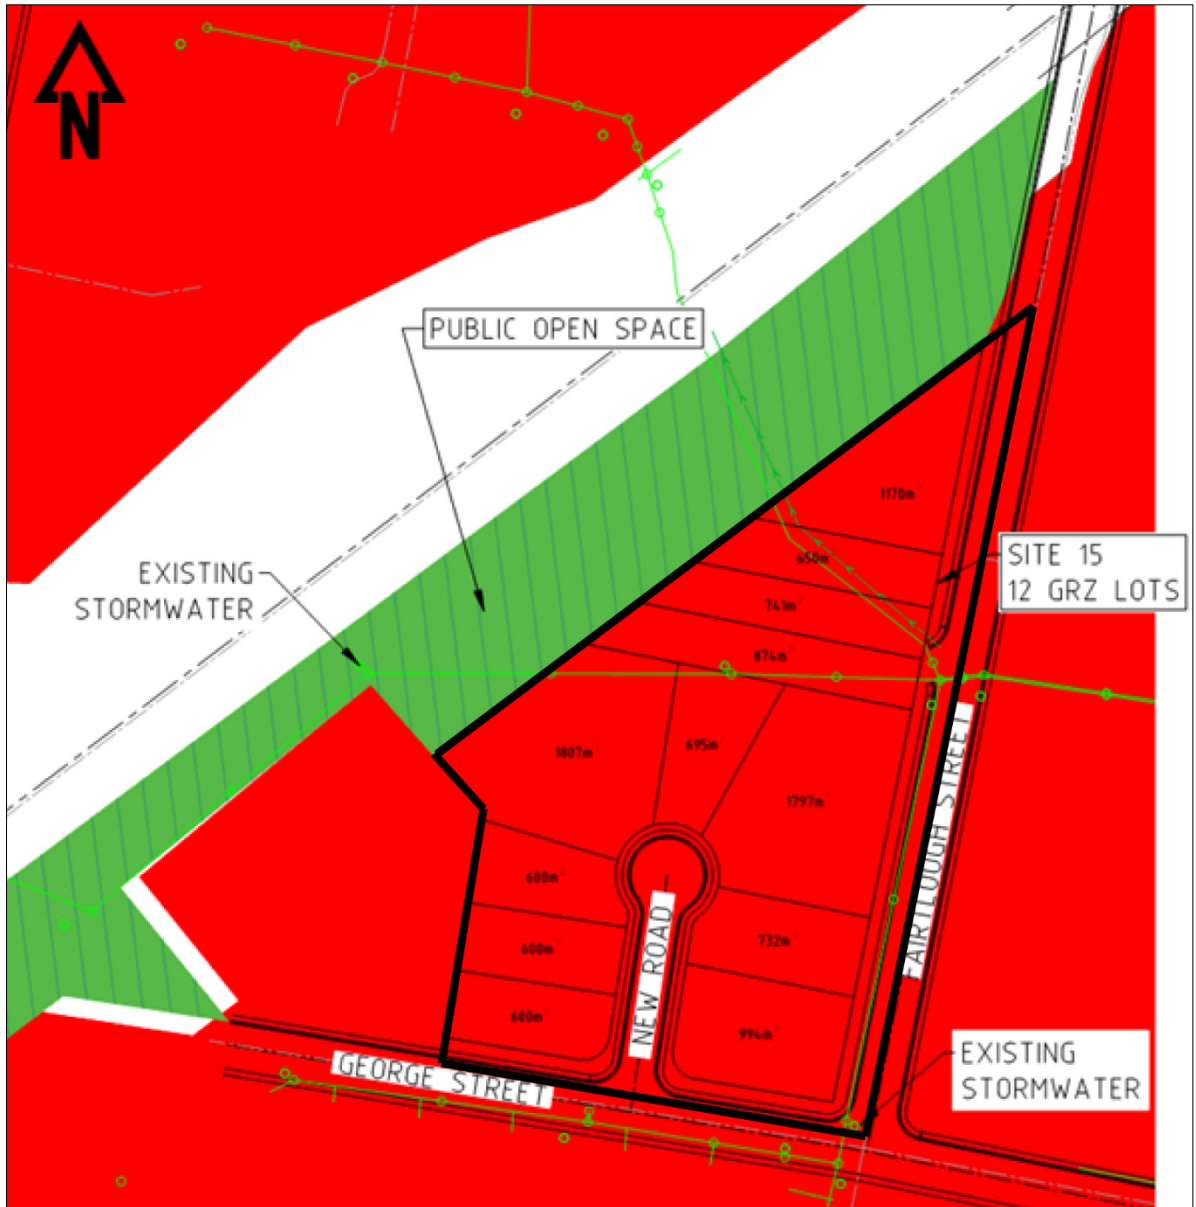 N
PUBLIC OPEN SPACE
EXISTING
STORMWATER
1170m²
SITE 15
12 GRZ LOTS
650m²
741m²
874m²
1807m²
695m²
1797m²
FAIRTLOUGH STREET
600m²
NEW ROAD
732m²
600m²
600m²
994m²
GEORGE STREET
EXISTING
STORMWATER